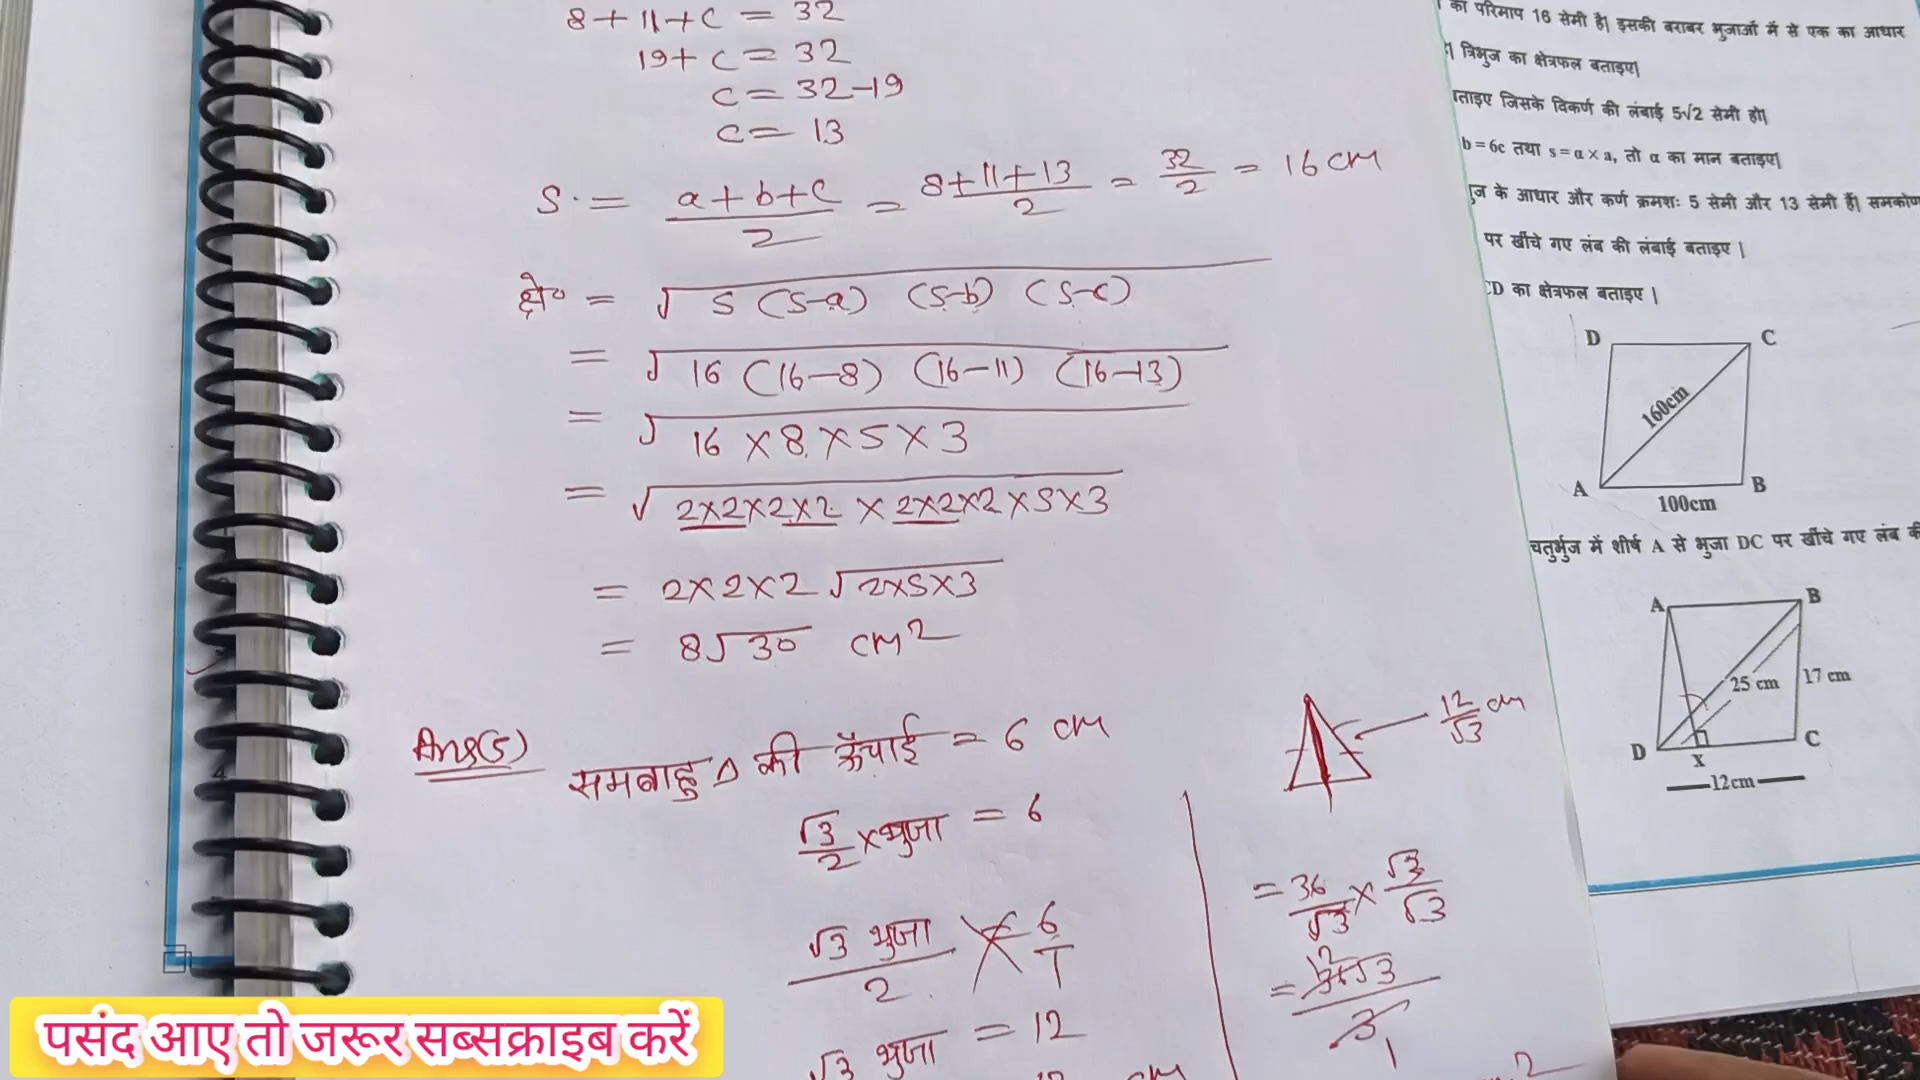 8 + 11 + c = 32
19 + c = 32
c = 32 - 19
c = 13
S. = a+b+c/2 = 8+11+13/2 = 32/2 = 16 cm
क्षे० = √S (S-a) (S-b) (S-c)
= √16 (16-8) (16-11) (16-13)
= √16 × 8 × 5 × 3
= √2×2×2×2 × 2×2×2 × 5×3
= 2×2×2 √2×5×3
= 8√30 cm²
Ans(5) समबाहु △ की ऊँचाई = 6 cm
√3/2 × भुजा = 6
√3 भुजा/2 = 6/1
√3 भुजा = 12
12/√3 cm
= 36/√3 × √3/√3
= 12 36√3/3 1
का परिमाप 16 सेमी है| इसकी बराबर भुजाओं में से एक का आधार
| त्रिभुज का क्षेत्रफल बताइए|
जिसके विकर्ण की लंबाई 5√2 सेमी हो|
b = 6c तथा s = a × a, तो a का मान बताइए|
के आधार और कर्ण क्रमशः 5 सेमी और 13 सेमी हैं| समकोण
पर खींचे गए लंब की लंबाई बताइए |
CD का क्षेत्रफल बताइए |
D C
160cm
A B
100cm
चतुर्भुज में शीर्ष A से भुजा DC पर खींचे गए लंब की
A B
25 cm 17 cm
D X C
12cm
पसंद आए तो जरूर सब्सक्राइब करें